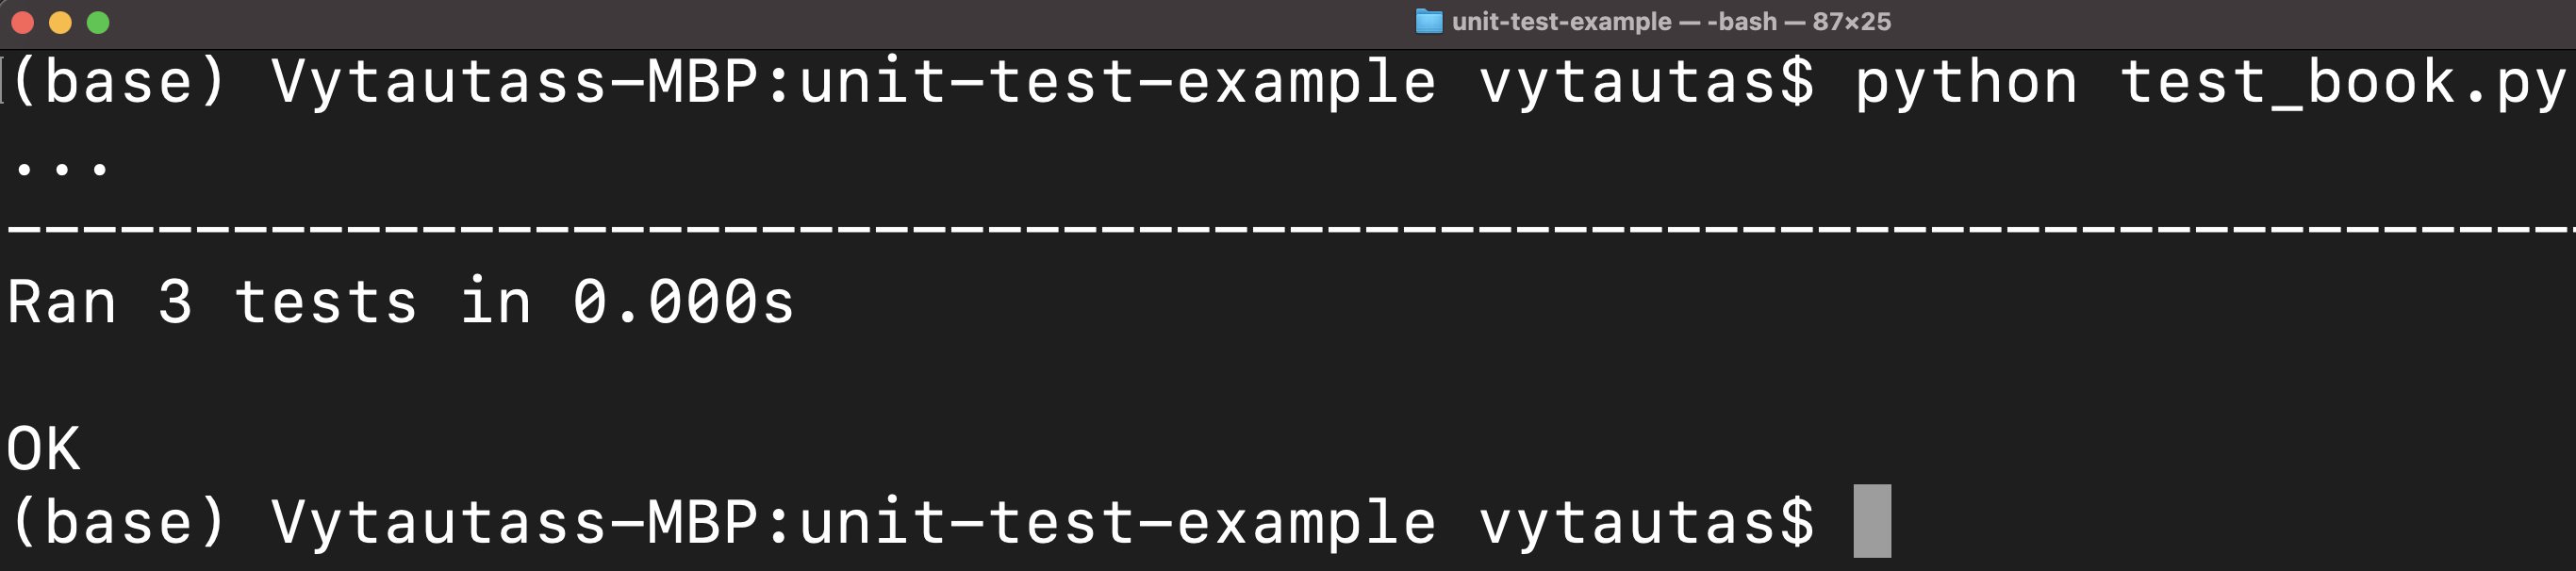 unit-test-example — -bash — 87×25
(base) Vytautass-MBP:unit-test-example vytautas$ python test_book.py
...
--------------------------------------------------------------------
Ran 3 tests in 0.000s
OK
(base) Vytautass-MBP:unit-test-example vytautas$